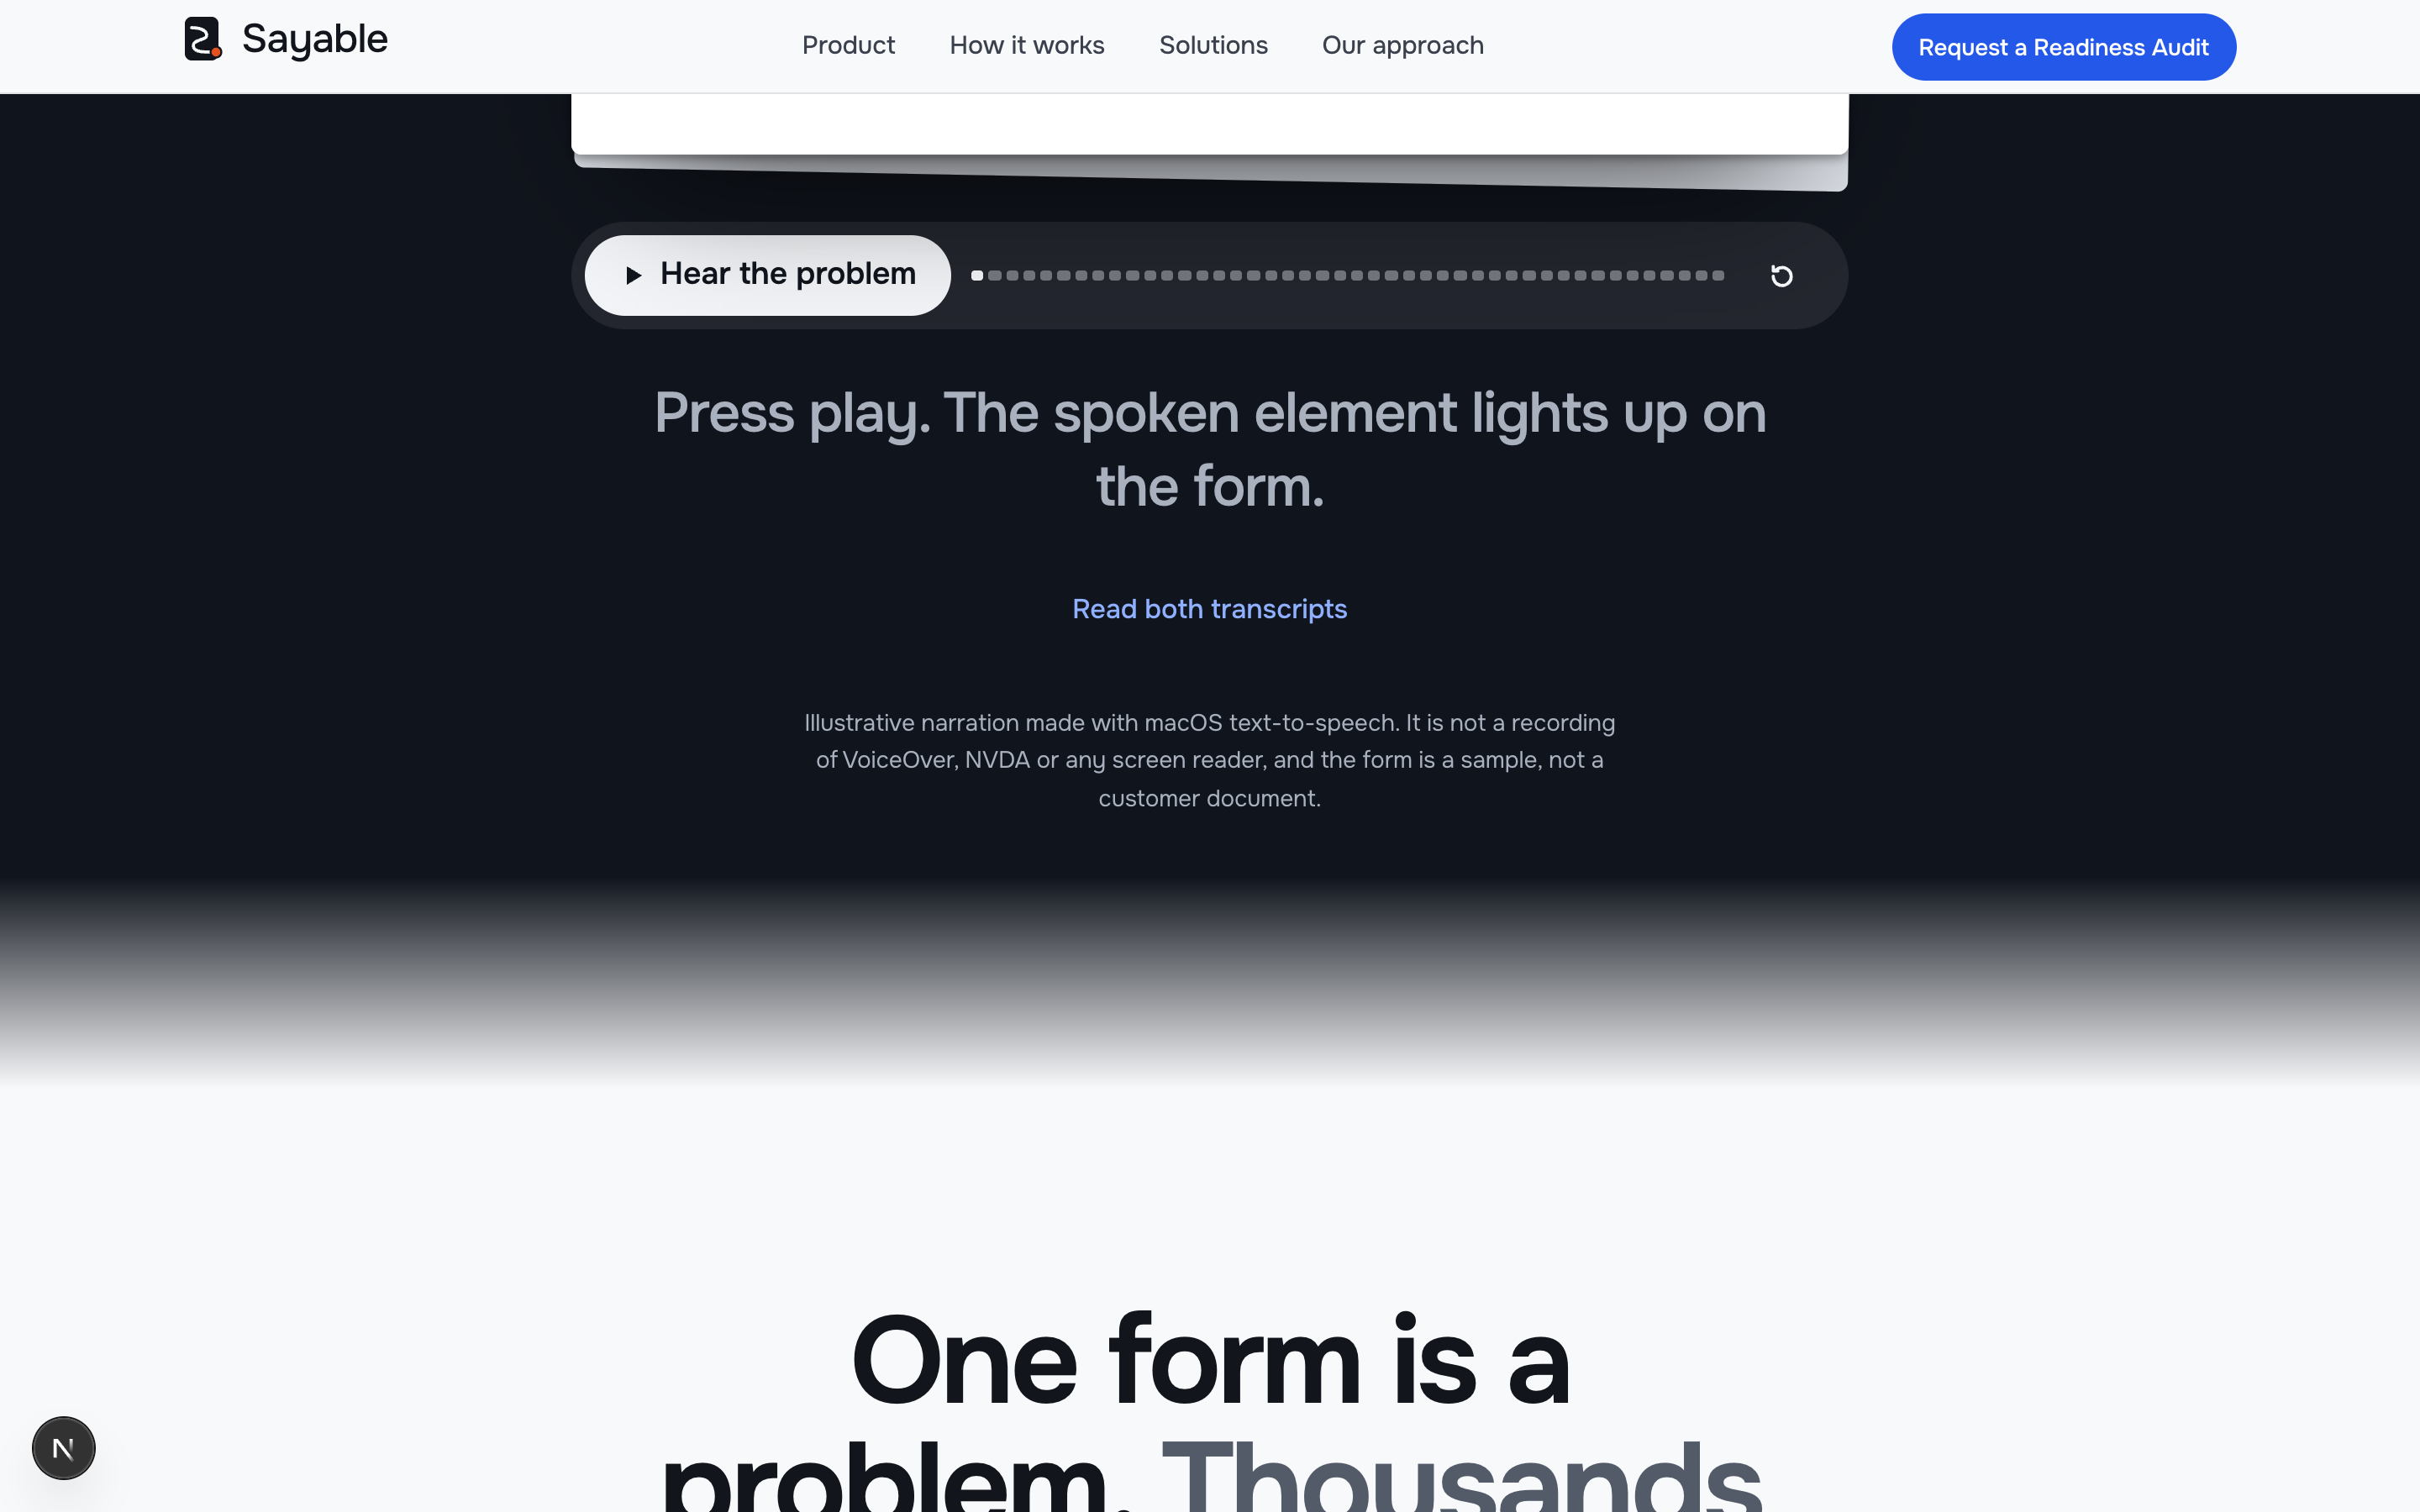 Sayable
Product
How it works
Solutions
Our approach
Request a Readiness Audit
Hear the problem
Press play. The spoken element lights up on
the form.
Read both transcripts
Illustrative narration made with macOS text-to-speech. It is not a recording
of VoiceOver, NVDA or any screen reader, and the form is a sample, not a
customer document.
One form is a
problem. Thousands
N